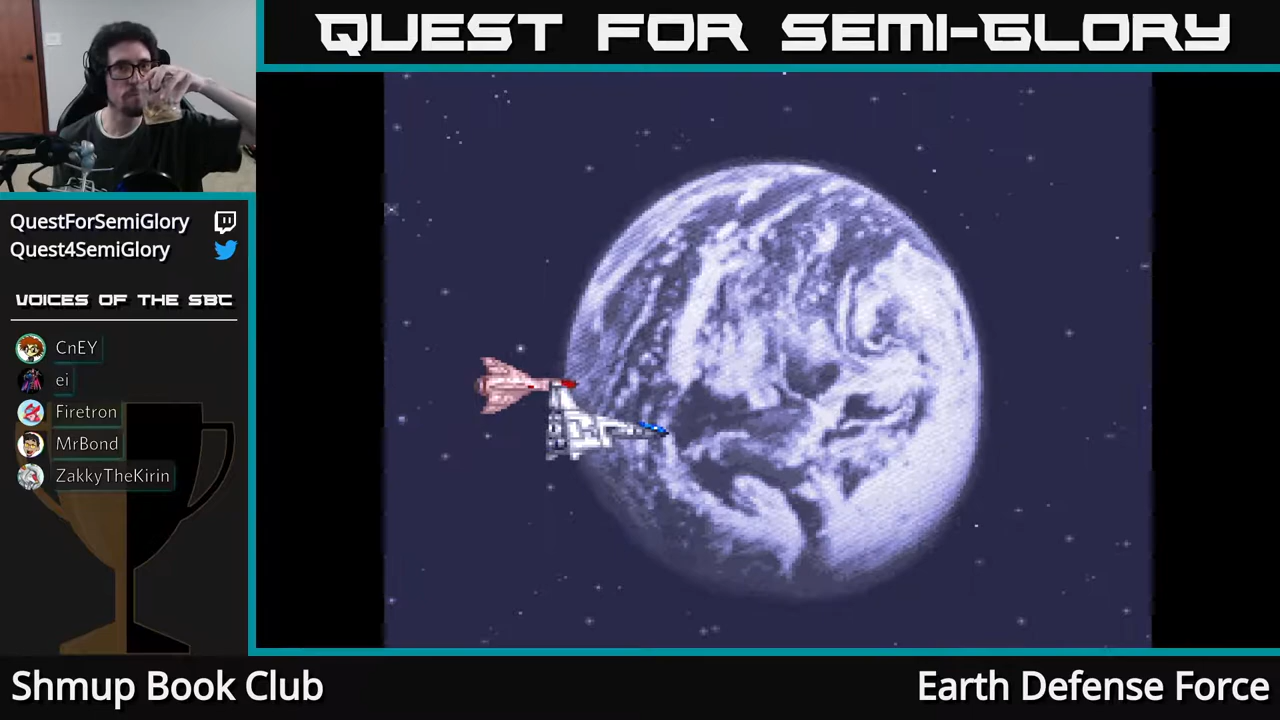 QUEST FOR SEMI-GLORY
QuestForSemiGlory
Quest4SemiGlory
VOICES OF THE SBC
CnEY
ei
Firetron
MrBond
ZakkyTheKirin
Shmup Book Club
Earth Defense Force